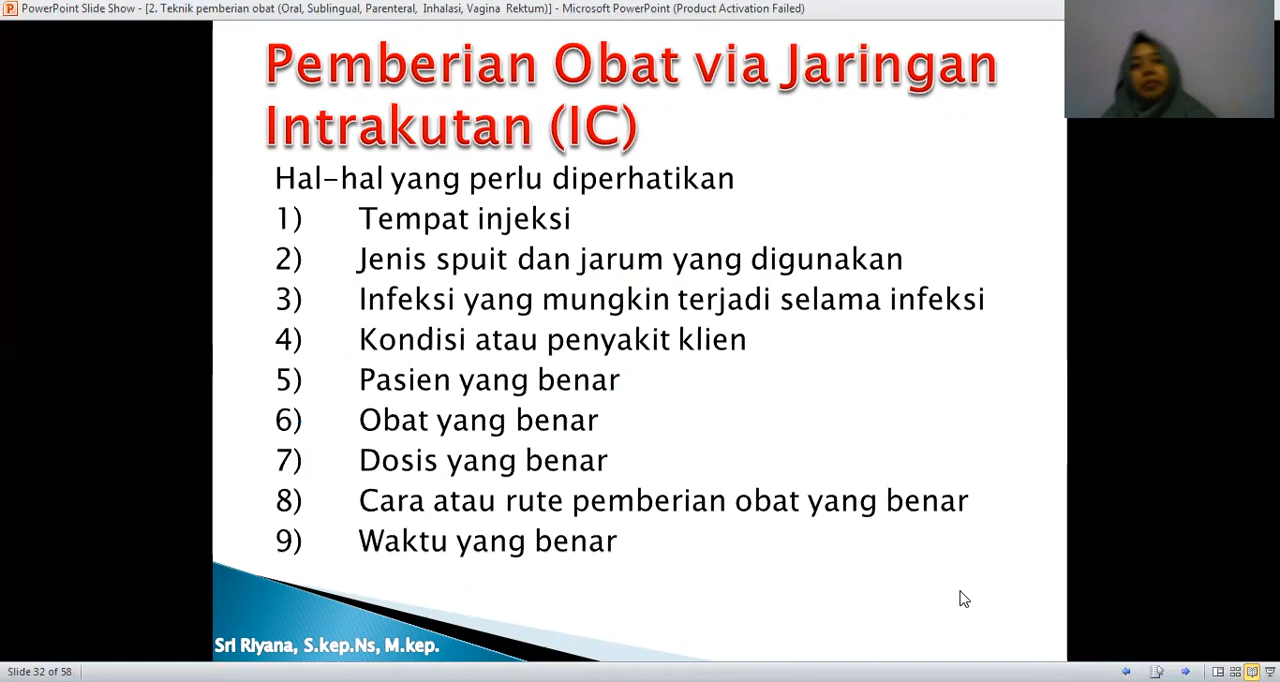 PowerPoint Slide Show - [2. Teknik pemberian obat (Oral, Sublingual, Parenteral, Inhalasi, Vagina Rektum)] - Microsoft PowerPoint (Product Activation Failed)
Pemberian Obat via Jaringan
Intrakutan (IC)
Hal-hal yang perlu diperhatikan
1) Tempat injeksi
2) Jenis spuit dan jarum yang digunakan
3) Infeksi yang mungkin terjadi selama infeksi
4) Kondisi atau penyakit klien
5) Pasien yang benar
6) Obat yang benar
7) Dosis yang benar
8) Cara atau rute pemberian obat yang benar
9) Waktu yang benar
Sri Riyana, S.kep.Ns, M.kep.
Slide 32 of 58